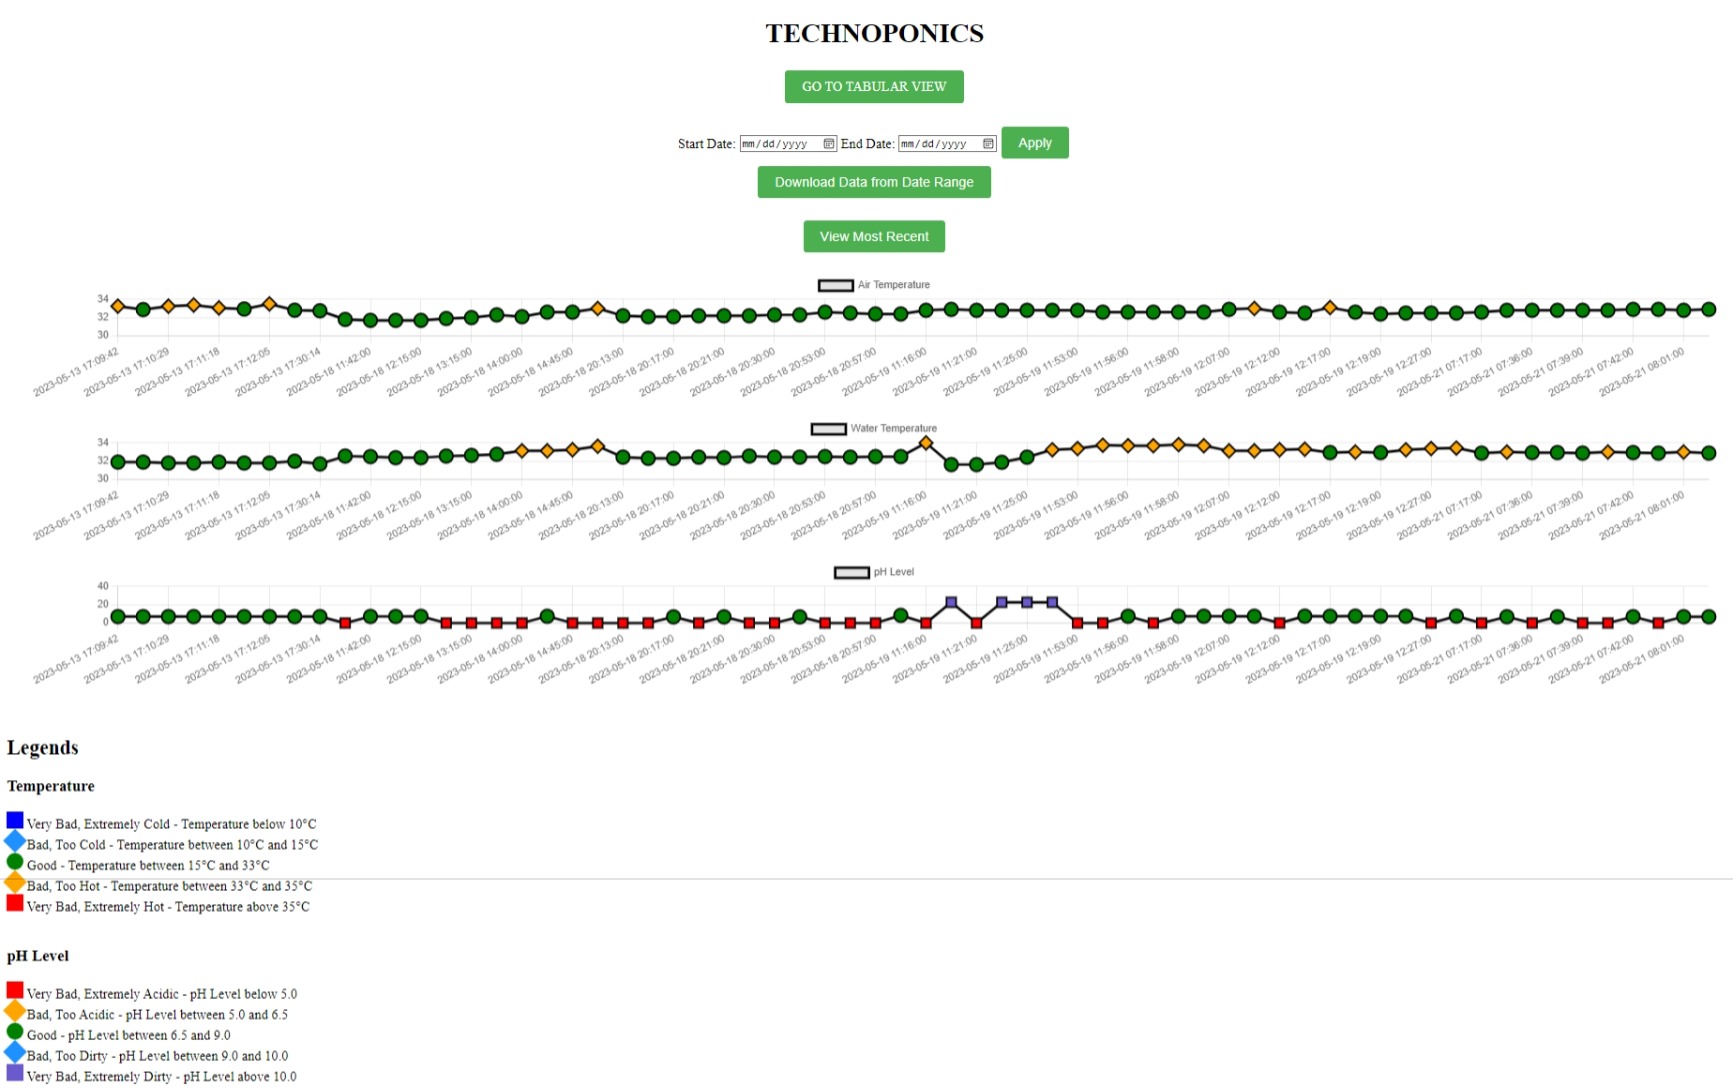 TECHNOPONICS
GO TO TABULAR VIEW
Start Date: mm/dd/yyyy End Date: mm/dd/yyyy Apply
Download Data from Date Range
View Most Recent
Air Temperature
34
32
30
2023-05-13 17:09:42 2023-05-13 17:10:29 2023-05-13 17:11:18 2023-05-13 17:12:05 2023-05-13 17:30:14 2023-05-18 11:42:00 2023-05-18 12:15:00 2023-05-18 13:15:00 2023-05-18 14:00:00 2023-05-18 14:45:00 2023-05-18 20:13:00 2023-05-18 20:17:00 2023-05-18 20:21:00 2023-05-18 20:30:00 2023-05-18 20:53:00 2023-05-18 20:57:00 2023-05-19 11:16:00 2023-05-19 11:21:00 2023-05-19 11:25:00 2023-05-19 11:53:00 2023-05-19 11:56:00 2023-05-19 11:58:00 2023-05-19 12:07:00 2023-05-19 12:12:00 2023-05-19 12:17:00 2023-05-19 12:19:00 2023-05-19 12:27:00 2023-05-21 07:17:00 2023-05-21 07:36:00 2023-05-21 07:39:00 2023-05-21 07:42:00 2023-05-21 08:01:00
Water Temperature
34
32
30
2023-05-13 17:09:42 2023-05-13 17:10:29 2023-05-13 17:11:18 2023-05-13 17:12:05 2023-05-13 17:30:14 2023-05-18 11:42:00 2023-05-18 12:15:00 2023-05-18 13:15:00 2023-05-18 14:00:00 2023-05-18 14:45:00 2023-05-18 20:13:00 2023-05-18 20:17:00 2023-05-18 20:21:00 2023-05-18 20:30:00 2023-05-18 20:53:00 2023-05-18 20:57:00 2023-05-19 11:16:00 2023-05-19 11:21:00 2023-05-19 11:25:00 2023-05-19 11:53:00 2023-05-19 11:56:00 2023-05-19 11:58:00 2023-05-19 12:07:00 2023-05-19 12:12:00 2023-05-19 12:17:00 2023-05-19 12:19:00 2023-05-19 12:27:00 2023-05-21 07:17:00 2023-05-21 07:36:00 2023-05-21 07:39:00 2023-05-21 07:42:00 2023-05-21 08:01:00
pH Level
40
20
0
2023-05-13 17:09:42 2023-05-13 17:10:29 2023-05-13 17:11:18 2023-05-13 17:12:05 2023-05-13 17:30:14 2023-05-18 11:42:00 2023-05-18 12:15:00 2023-05-18 13:15:00 2023-05-18 14:00:00 2023-05-18 14:45:00 2023-05-18 20:13:00 2023-05-18 20:17:00 2023-05-18 20:21:00 2023-05-18 20:30:00 2023-05-18 20:53:00 2023-05-18 20:57:00 2023-05-19 11:16:00 2023-05-19 11:21:00 2023-05-19 11:25:00 2023-05-19 11:53:00 2023-05-19 11:56:00 2023-05-19 11:58:00 2023-05-19 12:07:00 2023-05-19 12:12:00 2023-05-19 12:17:00 2023-05-19 12:19:00 2023-05-19 12:27:00 2023-05-21 07:17:00 2023-05-21 07:36:00 2023-05-21 07:39:00 2023-05-21 07:42:00 2023-05-21 08:01:00
Legends
Temperature
Very Bad, Extremely Cold - Temperature below 10°C
Bad, Too Cold - Temperature between 10°C and 15°C
Good - Temperature between 15°C and 33°C
Bad, Too Hot - Temperature between 33°C and 35°C
Very Bad, Extremely Hot - Temperature above 35°C
pH Level
Very Bad, Extremely Acidic - pH Level below 5.0
Bad, Too Acidic - pH Level between 5.0 and 6.5
Good - pH Level between 6.5 and 9.0
Bad, Too Dirty - pH Level between 9.0 and 10.0
Very Bad, Extremely Dirty - pH Level above 10.0